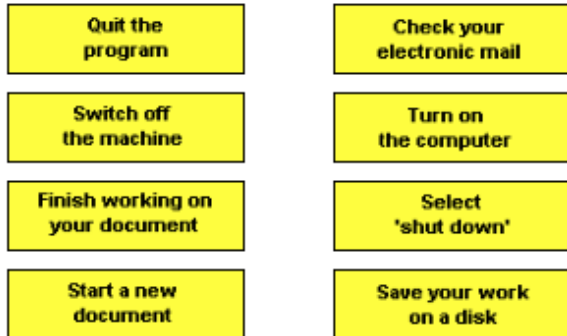 Quit the
program
Check your
electronic mail
Switch off
the machine
Turn on
the computer
Finish working on
your document
Select
'shut down'
Start a new
document
Save your work
on a disk